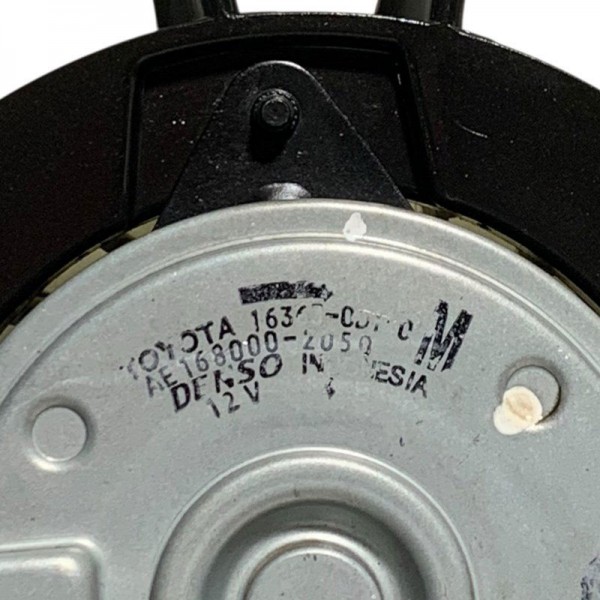 TOYOTA
M
AE168000-2050
DENSO
12V